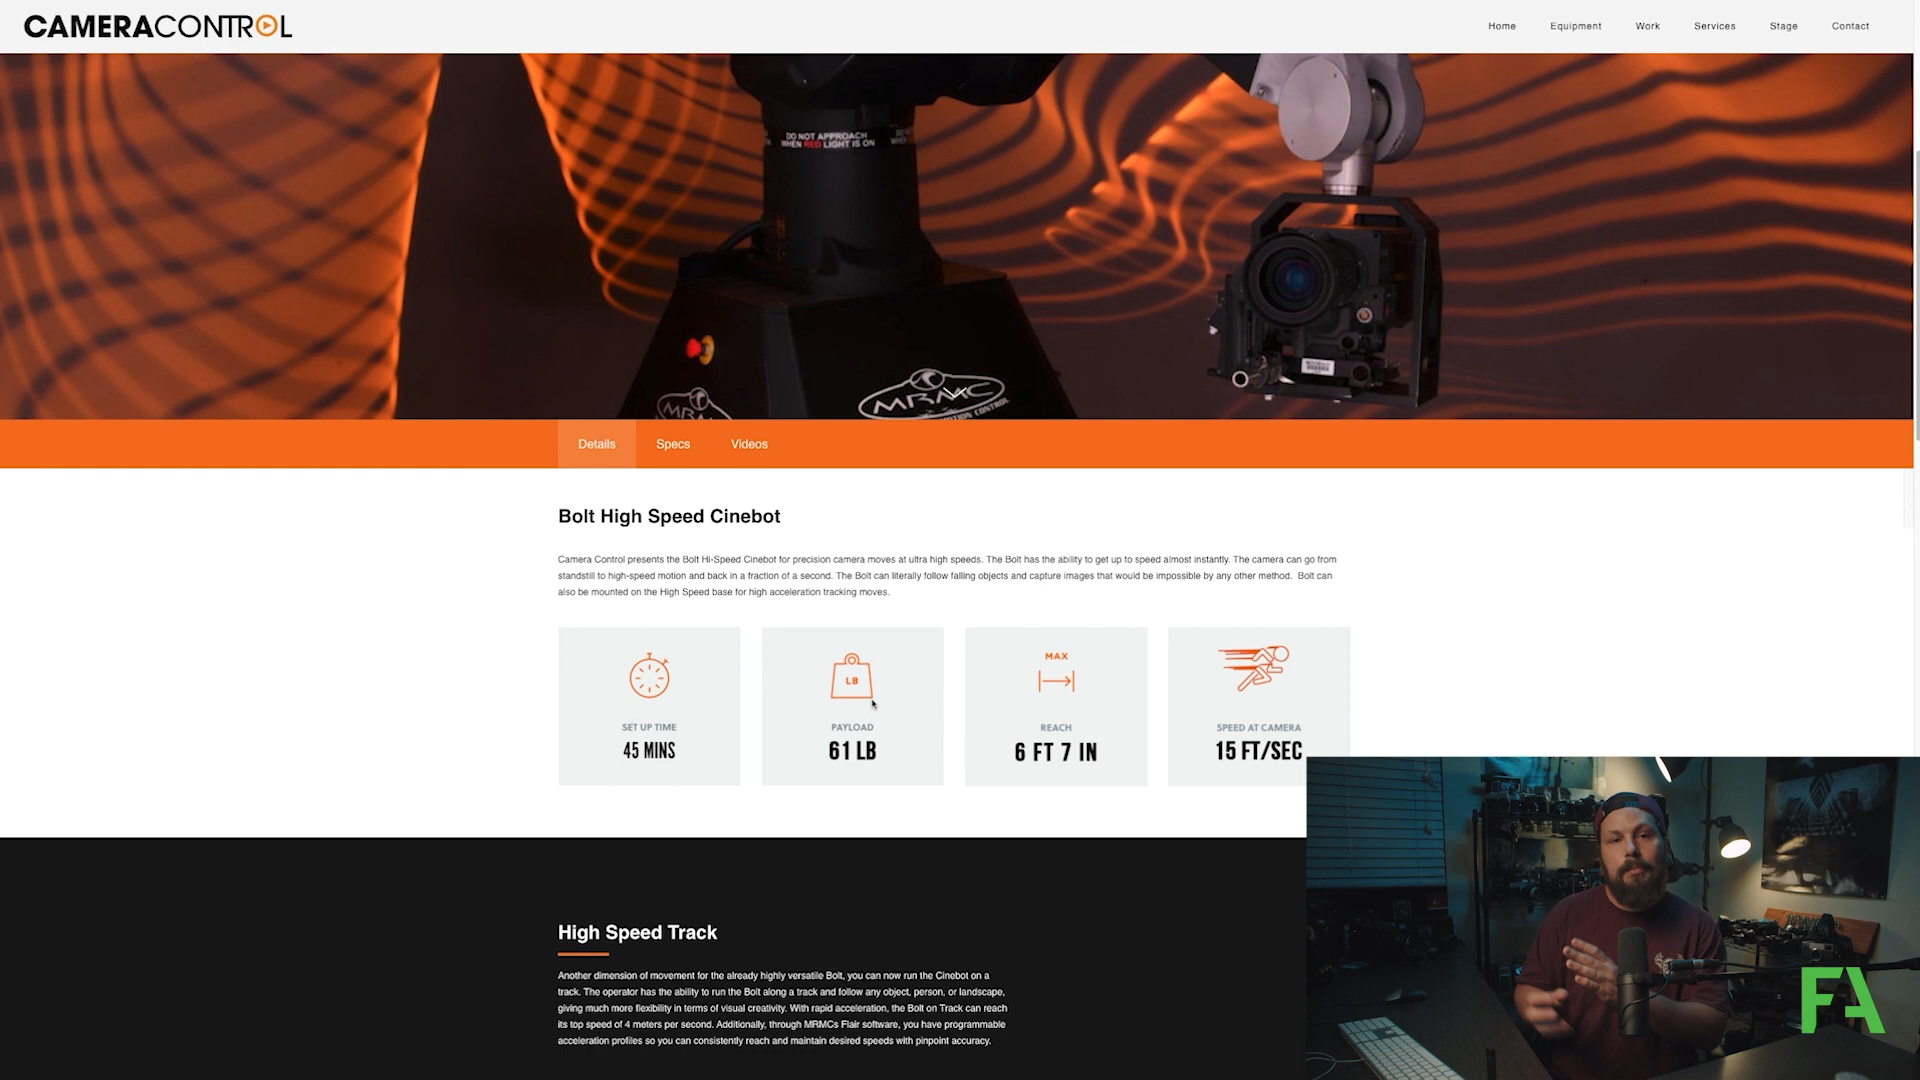 CAMERACONTROL
Home Equipment Work Services Stage Contact
DO NOT APPROACH
WHEN RED LIGHT IS ON
MRMC
MRMC
MOTION CONTROL
Details Specs Videos
Bolt High Speed Cinebot
Camera Control presents the Bolt Hi-Speed Cinebot for precision camera moves at ultra high speeds. The Bolt has the ability to get up to speed almost instantly. The camera can go from
standstill to high-speed motion and back in a fraction of a second. The Bolt can literally follow falling objects and capture images that would be impossible by any other method. Bolt can
also be mounted on the High Speed base for high acceleration tracking moves.
LB
MAX
SET UP TIME
45 MINS
PAYLOAD
61 LB
REACH
6 FT 7 IN
SPEED AT CAMERA
15 FT/SEC
High Speed Track
Another dimension of movement for the already highly versatile Bolt, you can now run the Cinebot on a
track. The operator has the ability to run the Bolt along a track and follow any object, person, or landscape,
giving much more flexibility in terms of visual creativity. With rapid acceleration, the Bolt on Track can reach
its top speed of 4 meters per second. Additionally, through MRMCs Flair software, you have programmable
acceleration profiles so you can consistently reach and maintain desired speeds with pinpoint accuracy.
FA